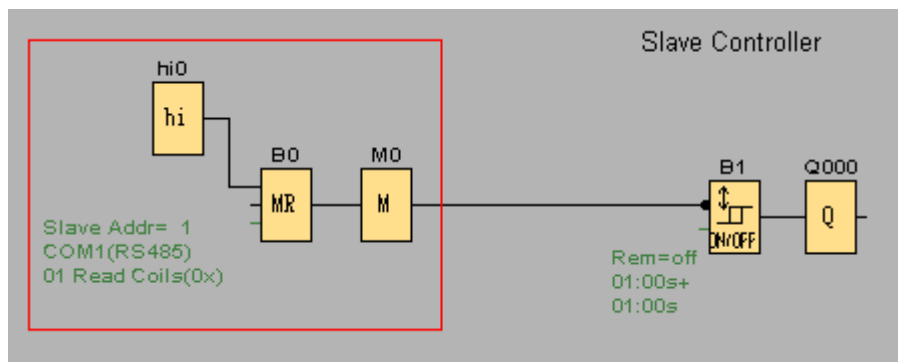 Slave Controller
hi0
hi
B0
MR
M0
M
Slave Addr= 1
COM1(RS485)
01 Read Coils(0x)
B1
ON/OFF
Rem=off
01:00s+
01:00s
Q000
Q